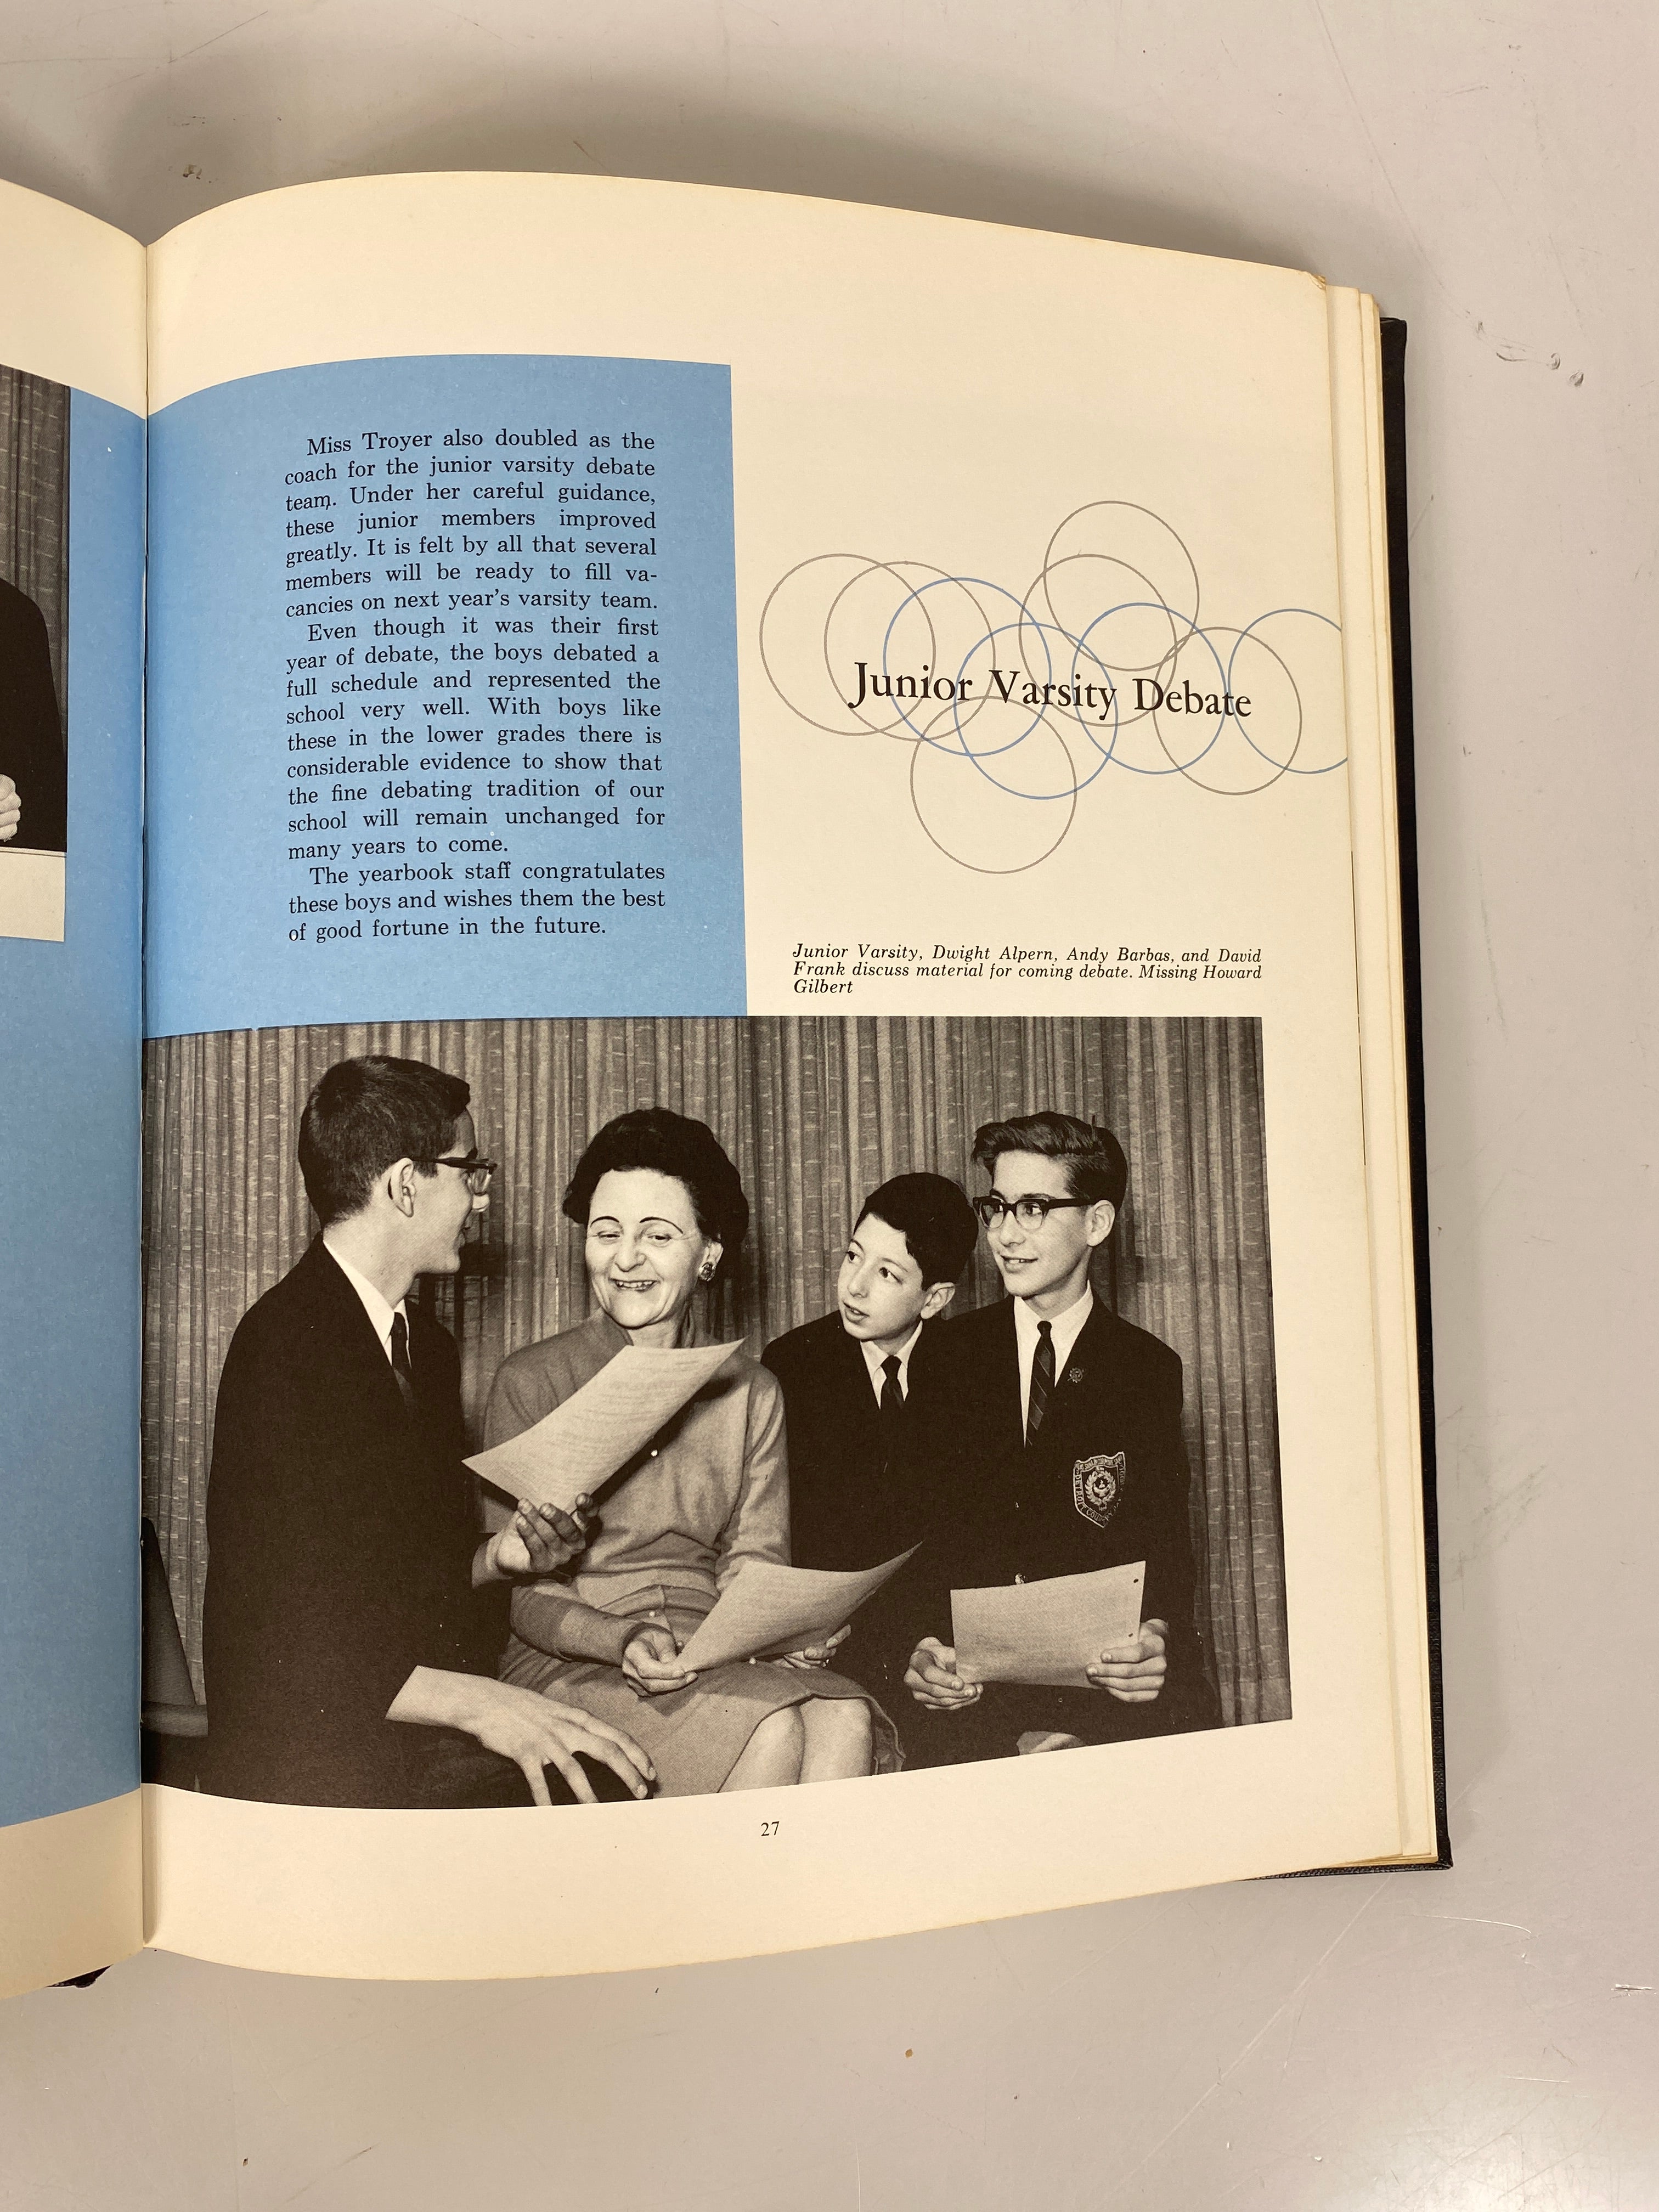 Miss Troyer also doubled as the
coach for the junior varsity debate
team. Under her careful guidance,
these junior members improved
greatly. It is felt by all that several
members will be ready to fill va-
cancies on next year's varsity team.
Even though it was their first
year of debate, the boys debated a
full schedule and represented the
school very well. With boys like
these in the lower grades there is
considerable evidence to show that
the fine debating tradition of our
school will remain unchanged for
many years to come.
The yearbook staff congratulates
these boys and wishes them the best
of good fortune in the future.
Junior Varsity Debate
Junior Varsity, Dwight Alpern, Andy Barbas, and David
Frank discuss material for coming debate. Missing Howard
Gilbert
27